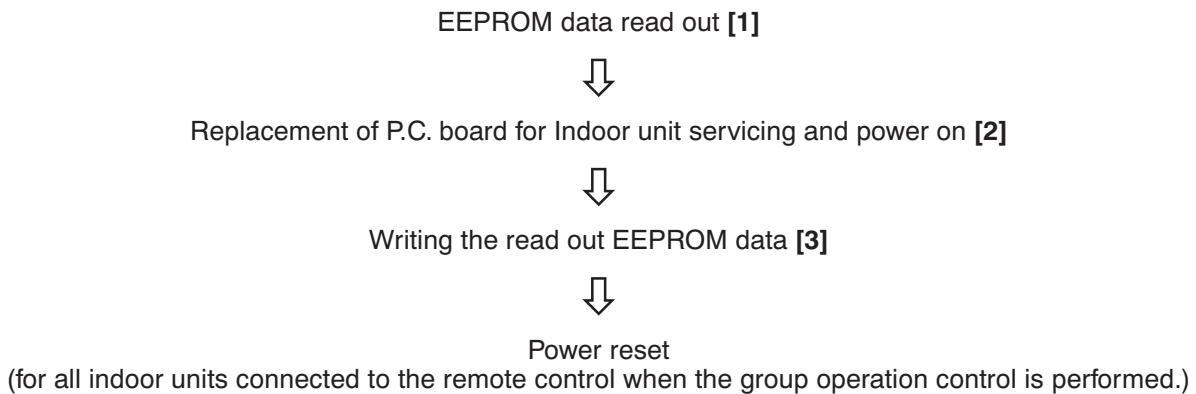 EEPROM data read out [1]
Replacement of P.C. board for Indoor unit servicing and power on [2]
Writing the read out EEPROM data [3]
Power reset
(for all indoor units connected to the remote control when the group operation control is performed.)